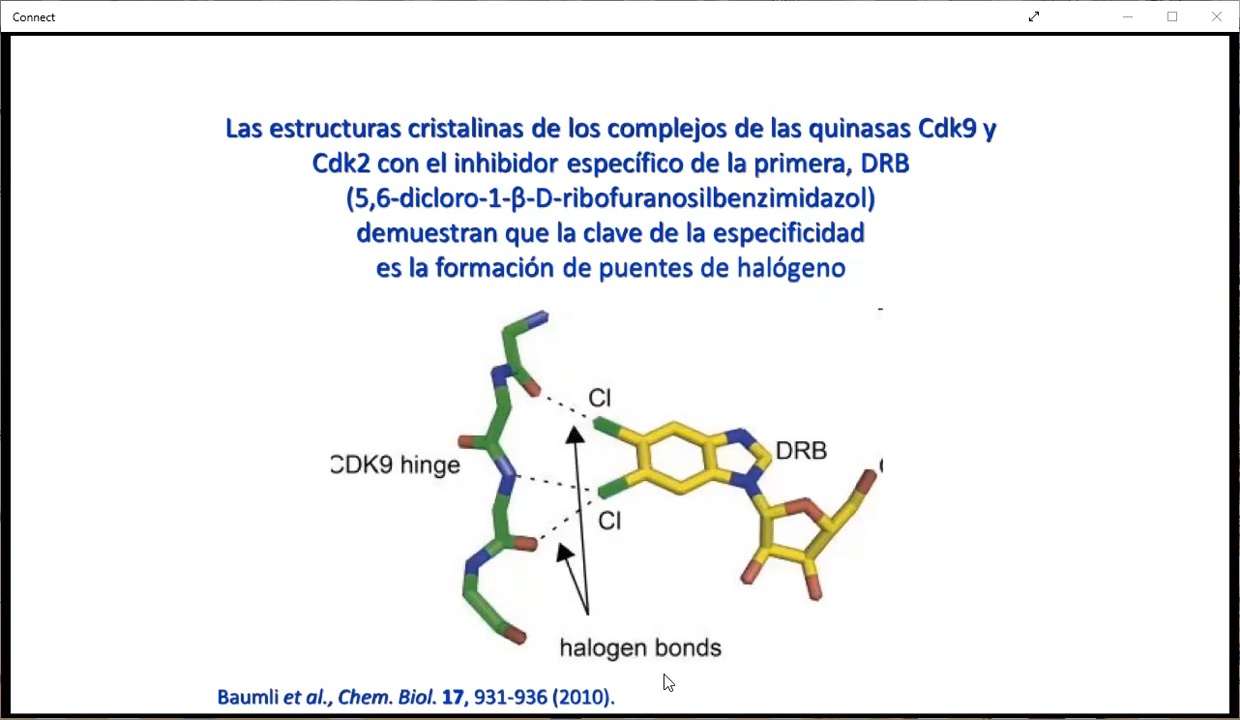 Connect
Las estructuras cristalinas de los complejos de las quinasas Cdk9 y
Cdk2 con el inhibidor específico de la primera, DRB
(5,6-dicloro-1-β-D-ribofuranosilbenzimidazol)
demuestran que la clave de la especificidad
es la formación de puentes de halógeno
Cl
CDK9 hinge
DRB
Cl
halogen bonds
Baumli et al., Chem. Biol. 17, 931-936 (2010).